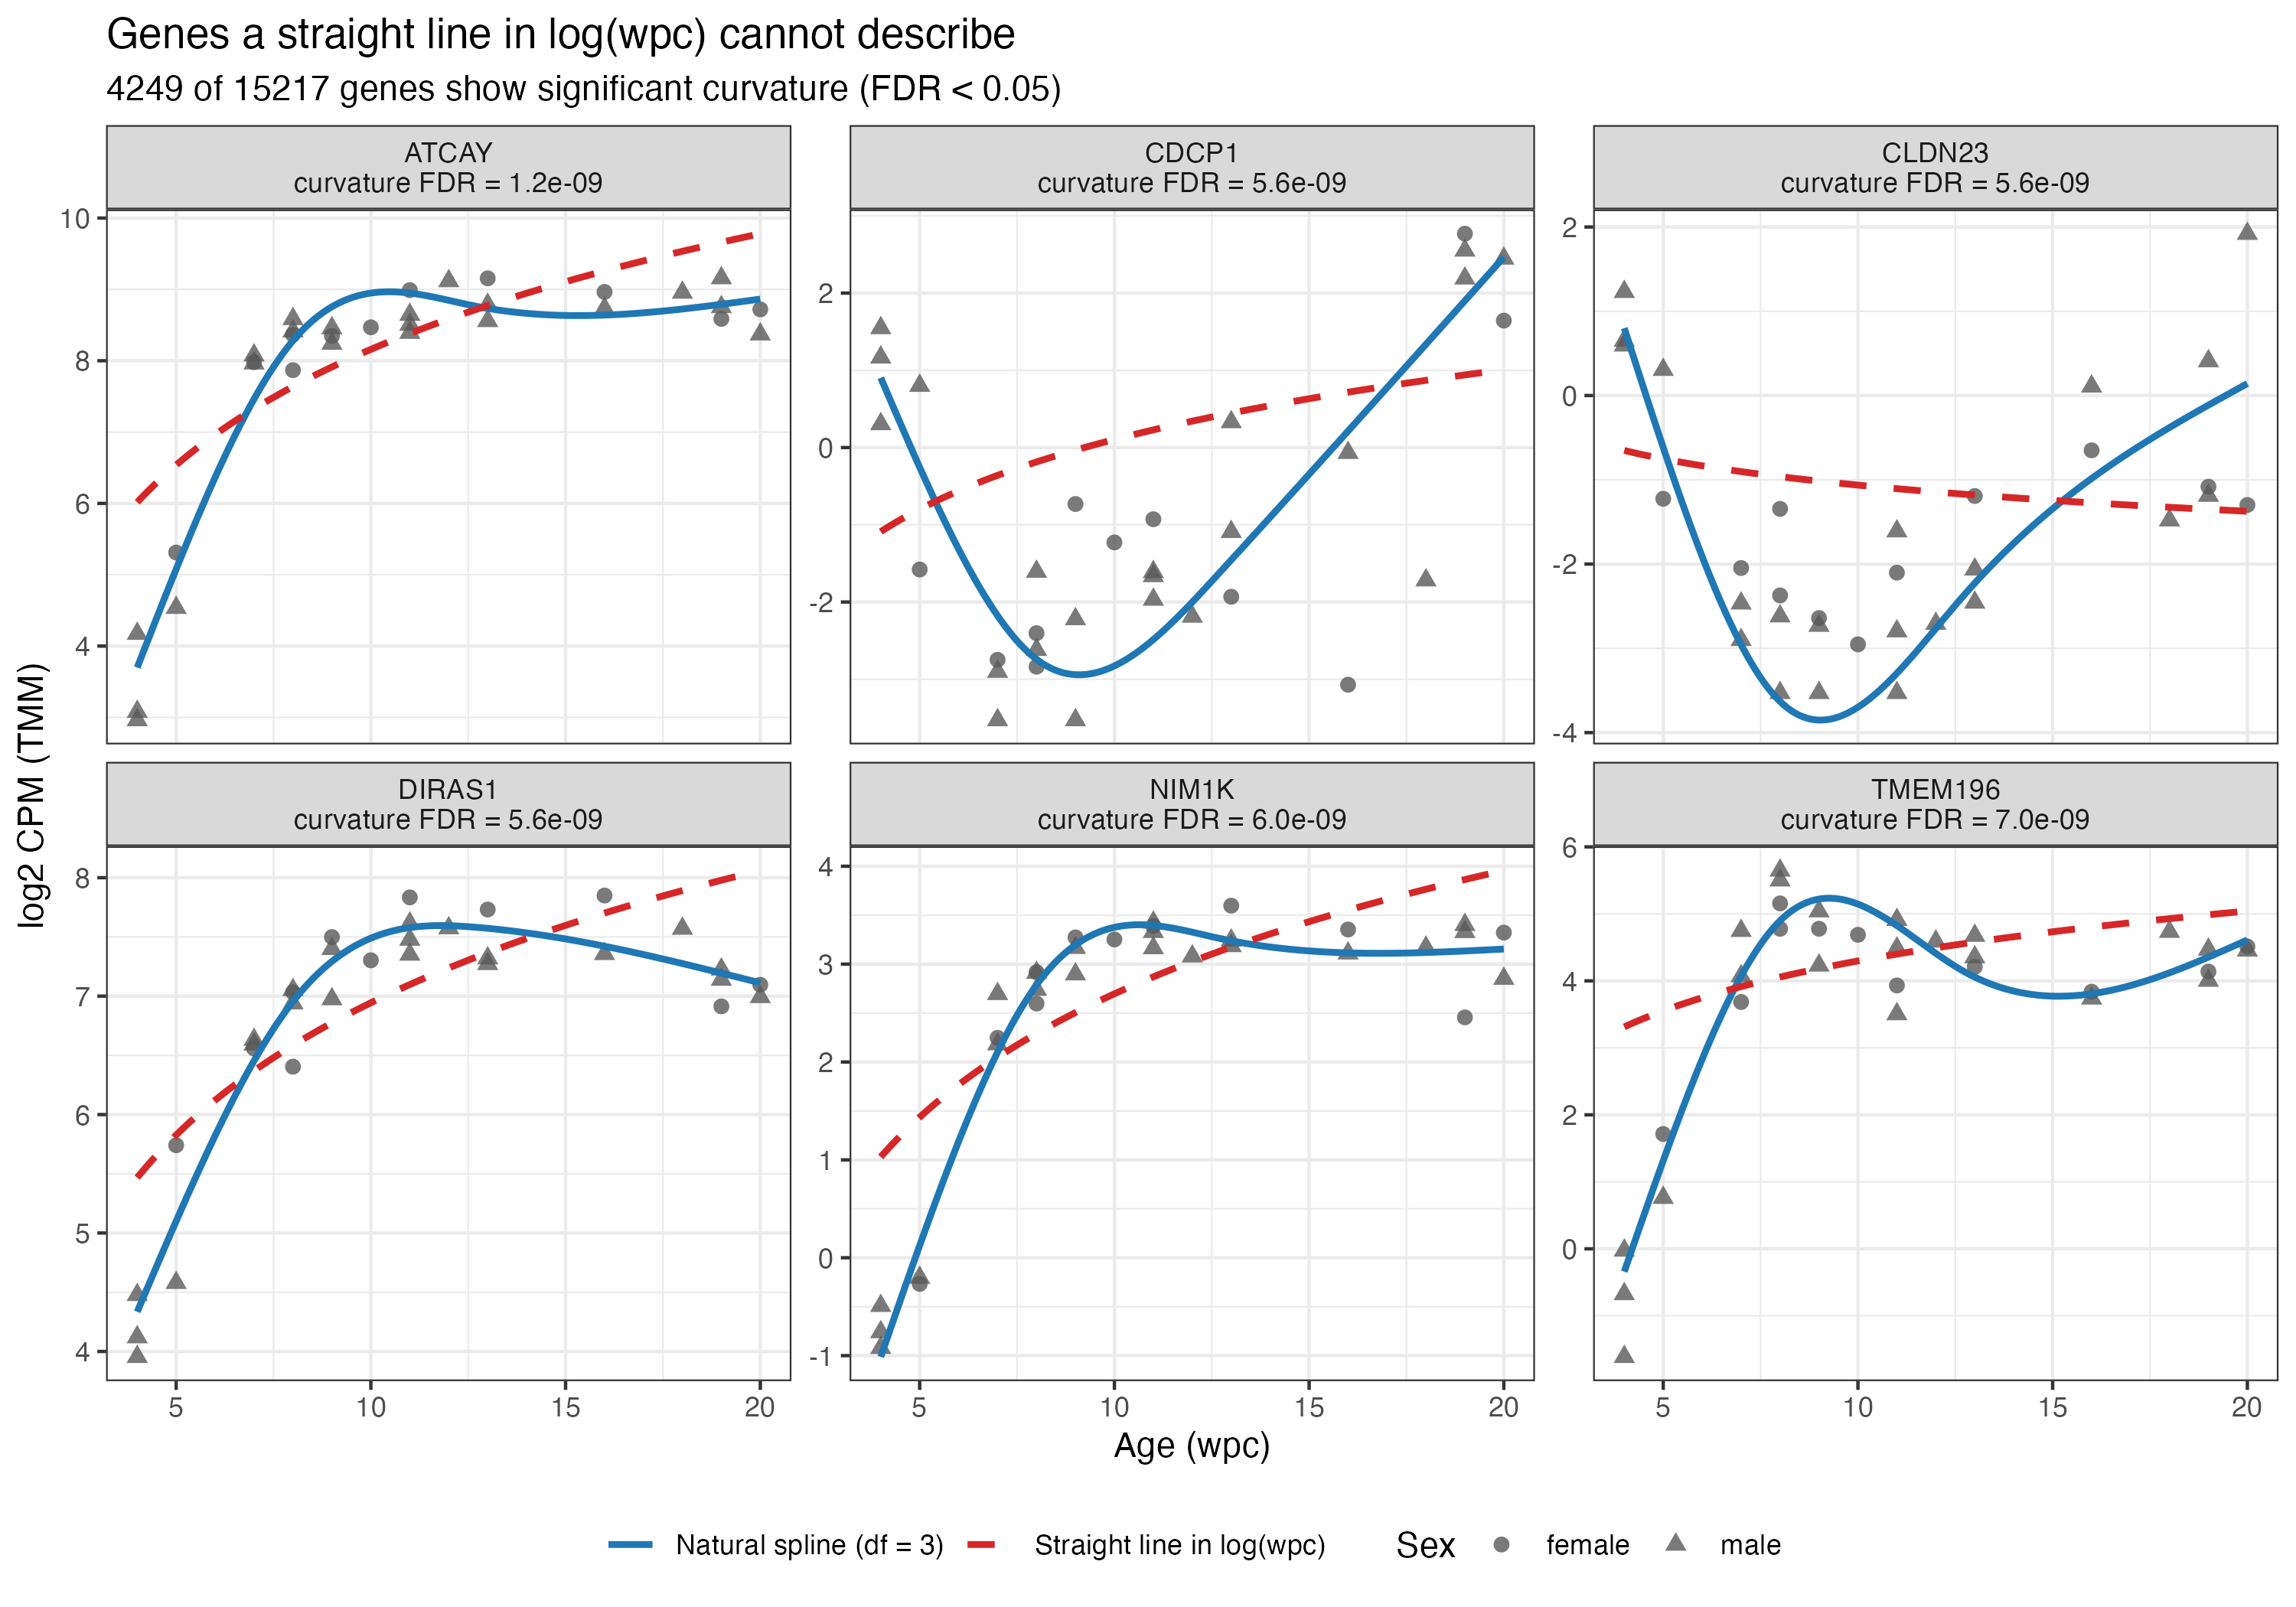 Genes a straight line in log(wpc) cannot describe
4249 of 15217 genes show significant curvature (FDR < 0.05)
ATCAY
curvature FDR = 1.2e-09
CDCP1
curvature FDR = 5.6e-09
CLDN23
curvature FDR = 5.6e-09
10
8
6
4
2
0
-2
2
0
-2
-4
log2 CPM (TMM)
DIRAS1
curvature FDR = 5.6e-09
NIM1K
curvature FDR = 6.0e-09
TMEM196
curvature FDR = 7.0e-09
8
7
6
5
4
4
3
2
1
0
-1
6
4
2
0
5 10 15 20
5 10 15 20
5 10 15 20
Age (wpc)
Natural spline (df = 3) Straight line in log(wpc) Sex female male